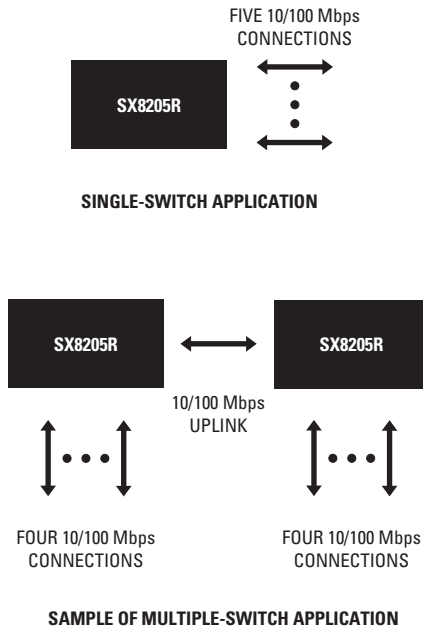 FIVE 10/100 Mbps
CONNECTIONS
SX8205R
SINGLE-SWITCH APPLICATION
SX8205R
SX8205R
10/100 Mbps
UPLINK
FOUR 10/100 Mbps
CONNECTIONS
FOUR 10/100 Mbps
CONNECTIONS
SAMPLE OF MULTIPLE-SWITCH APPLICATION